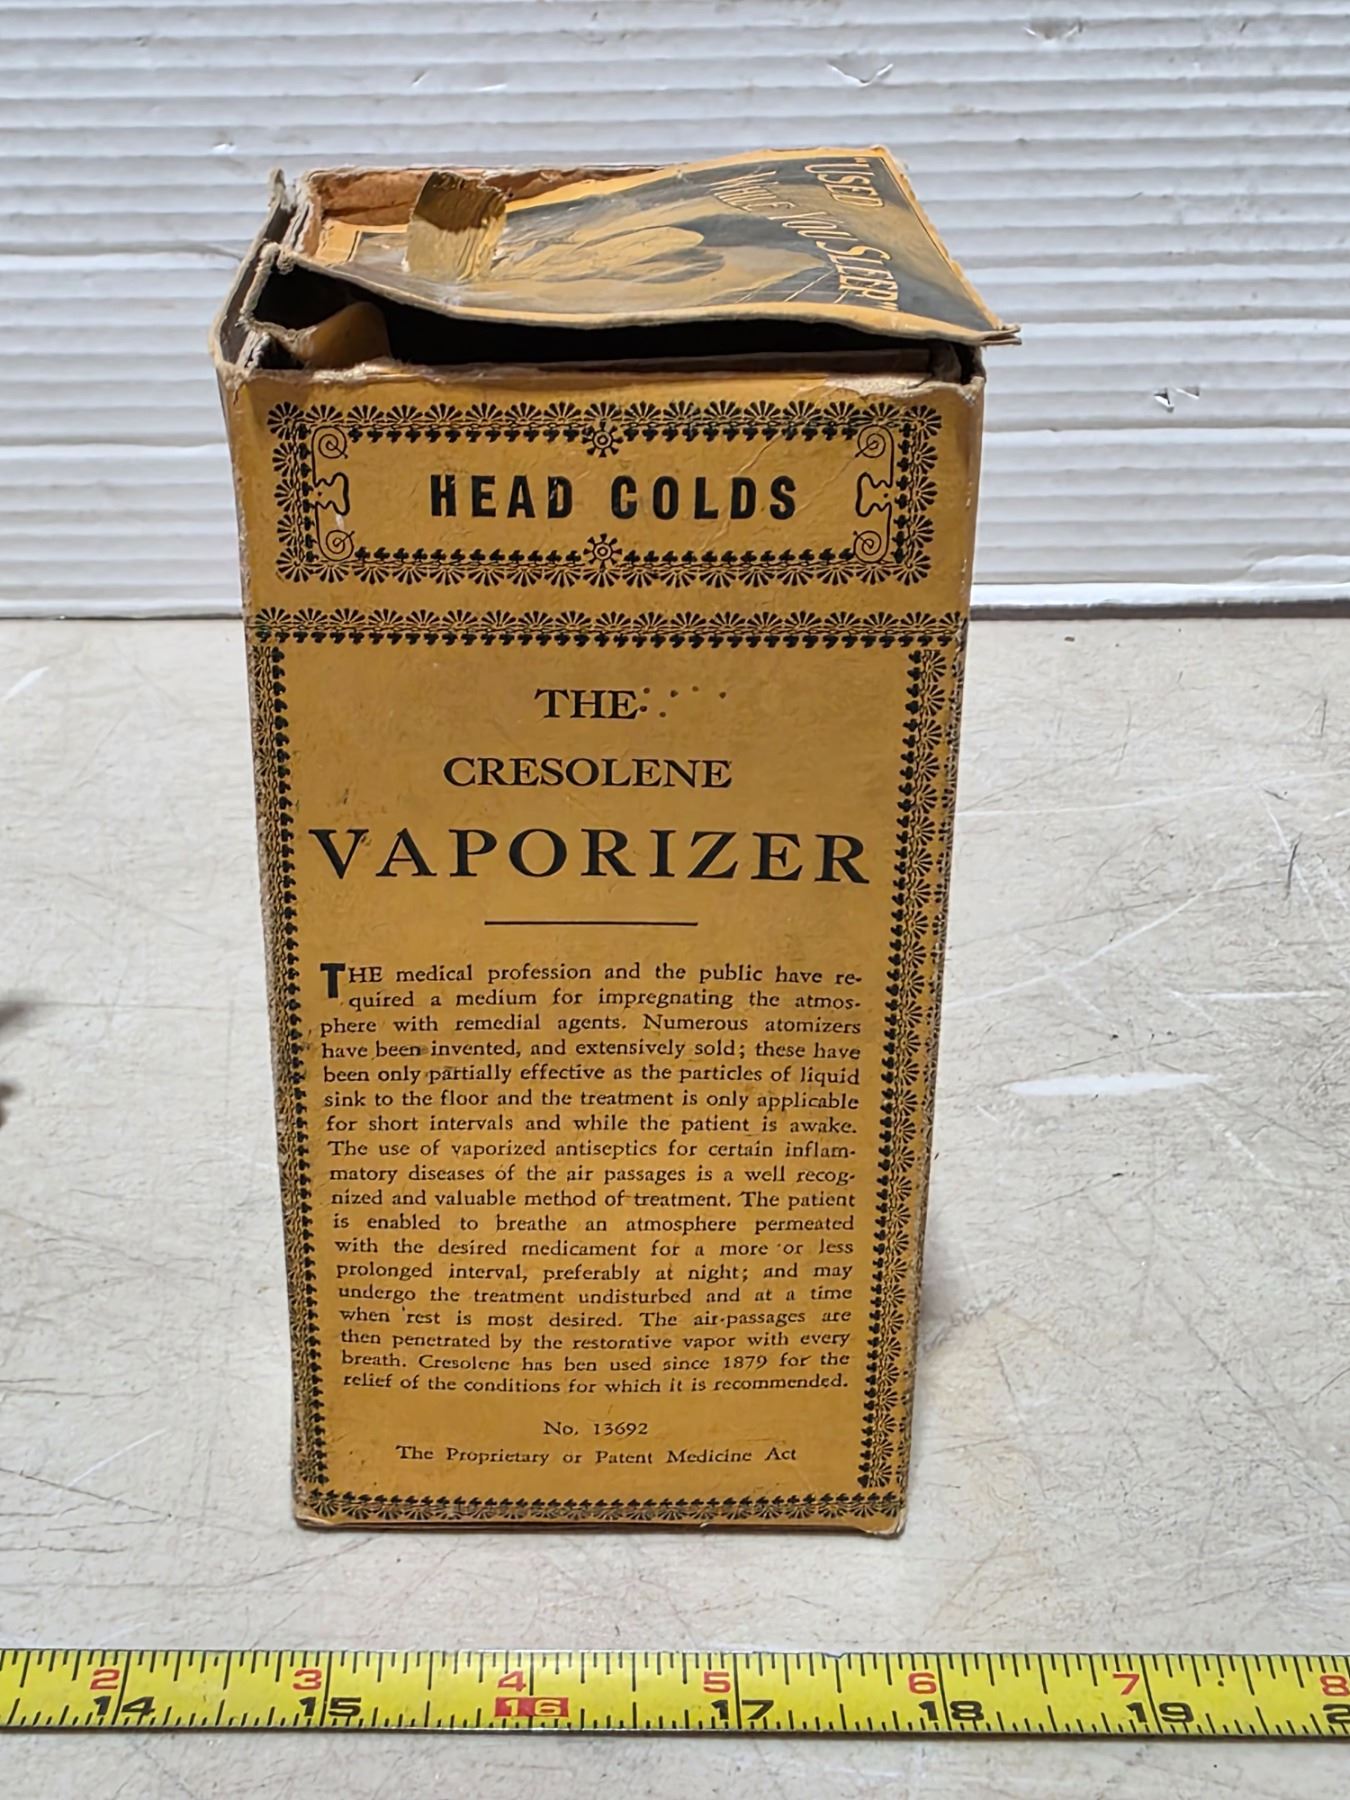 "USED
WHILE YOU SLEEP"
HEAD COLDS
THE
CRESOLENE
VAPORIZER
THE medical profession and the public have re-
quired a medium for impregnating the atmos-
phere with remedial agents. Numerous atomizers
have been invented, and extensively sold; these have
been only partially effective as the particles of liquid
sink to the floor and the treatment is only applicable
for short intervals and while the patient is awake.
The use of vaporized antiseptics for certain inflam-
matory diseases of the air passages is a well recog-
nized and valuable method of treatment. The patient
is enabled to breathe an atmosphere permeated
with the desired medicament for a more or less
prolonged interval, preferably at night; and may
undergo the treatment undisturbed and at a time
when rest is most desired. The air-passages are
then penetrated by the restorative vapor with every
breath. Cresolene has ben used since 1879 for the
relief of the conditions for which it is recommended.
No. 13692
The Proprietary or Patent Medicine Act
2 3 4 5 6 7 8
14 15 16 17 18 19